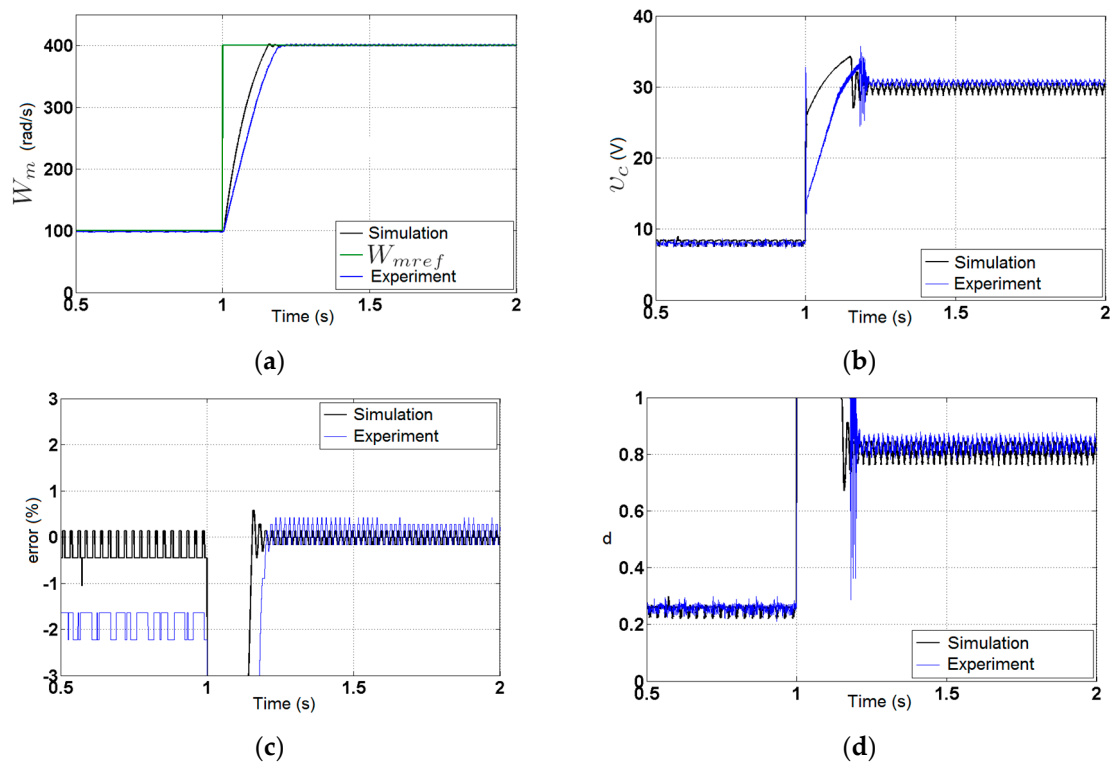 400
300
200
100
0
W_m (rad/s)
Simulation
W_mref
Experiment
0.5 1 1.5 2
Time (s)
(a)
40
30
20
10
0
υ_C (V)
Simulation
Experiment
0.5 1 1.5 2
Time (s)
(b)
3
2
1
0
-1
-2
-3
error (%)
Simulation
Experiment
0.5 1 1.5 2
Time (s)
(c)
1
0.8
0.6
0.4
0.2
0
d
Simulation
Experiment
0.5 1 1.5 2
Time (s)
(d)